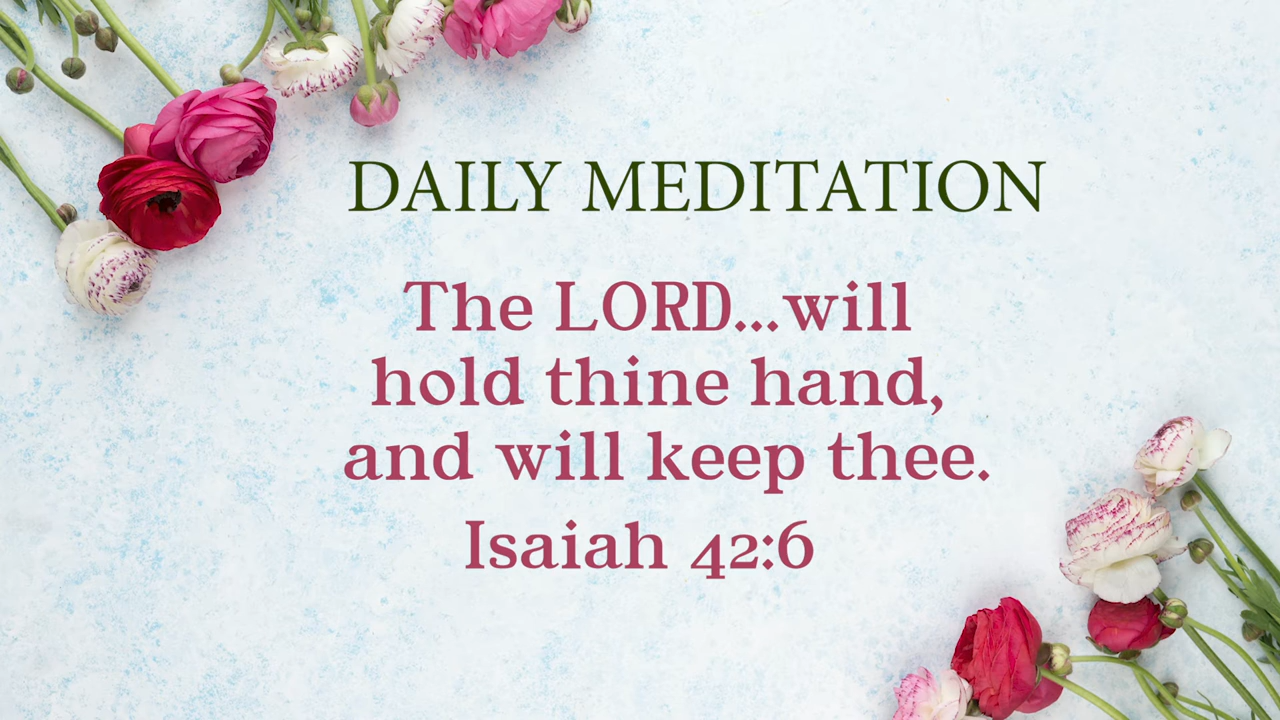 DAILY MEDITATION
The LORD...will
hold thine hand,
and will keep thee.
Isaiah 42:6